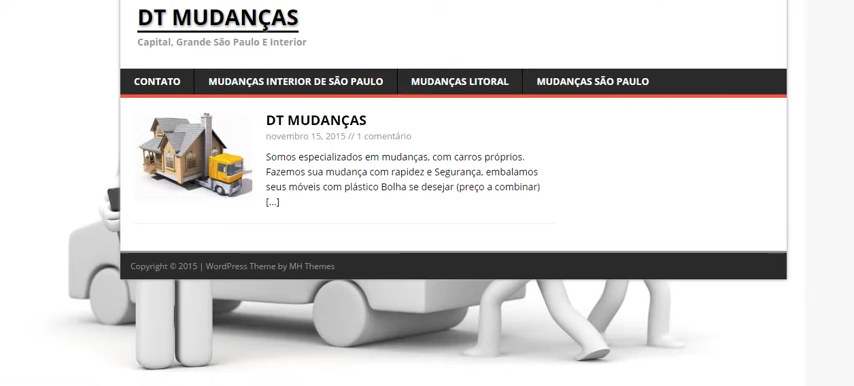 DT MUDANÇAS
Capital, Grande São Paulo E Interior
CONTATO MUDANÇAS INTERIOR DE SÃO PAULO MUDANÇAS LITORAL MUDANÇAS SÃO PAULO
DT MUDANÇAS
novembro 15, 2015 // 1 comentário
Somos especializados em mudanças, com carros próprios.
Fazemos sua mudança com rapidez e Segurança, embalamos
seus móveis com plástico Bolha se desejar (preço a combinar)
[...]
Copyright © 2015 | WordPress Theme by MH Themes